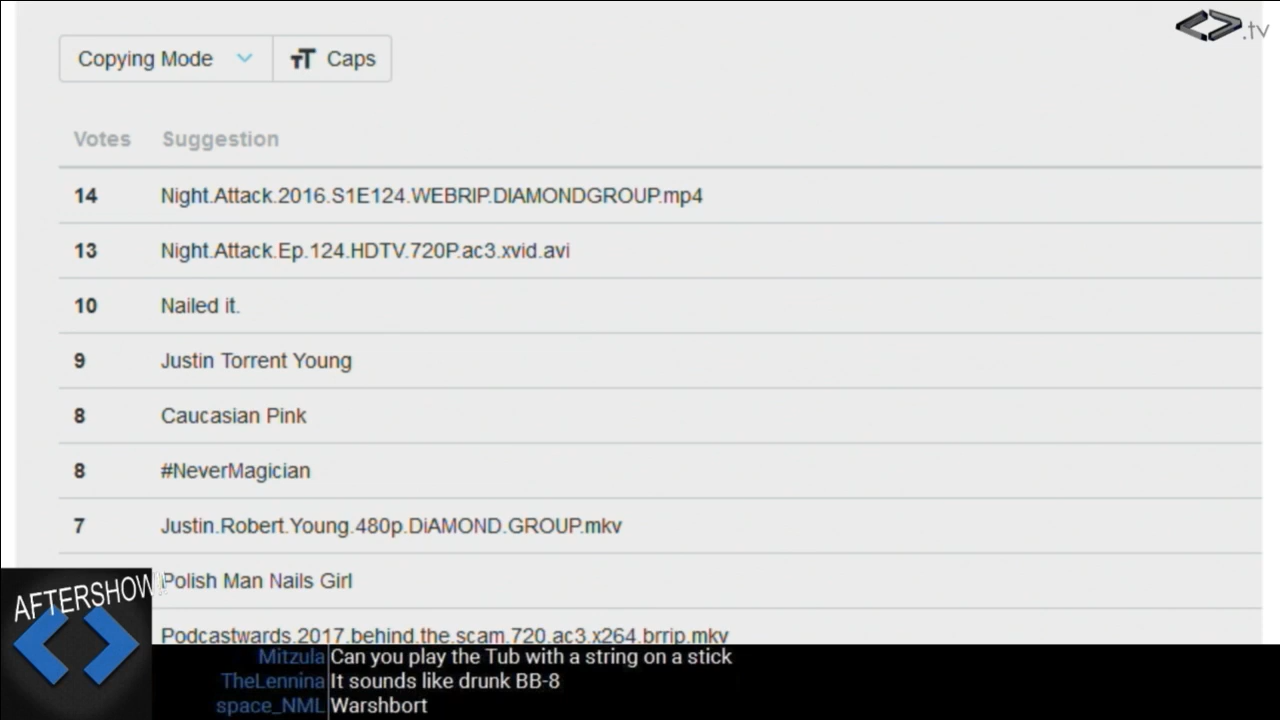 .tv
Copying Mode Caps
Votes Suggestion
14 Night.Attack.2016.S1E124.WEBRIP.DIAMONDGROUP.mp4
13 Night.Attack.Ep.124.HDTV.720P.ac3.xvid.avi
10 Nailed it.
9 Justin Torrent Young
8 Caucasian Pink
8 #NeverMagician
7 Justin.Robert.Young.480p.DiAMOND.GROUP.mkv
Polish Man Nails Girl
Podcastwards.2017.behind.the.scam.720.ac3.x264.brrip.mkv
AFTERSHOW!
Mitzula Can you play the Tub with a string on a stick
TheLennina It sounds like drunk BB-8
space_NML Warshbort